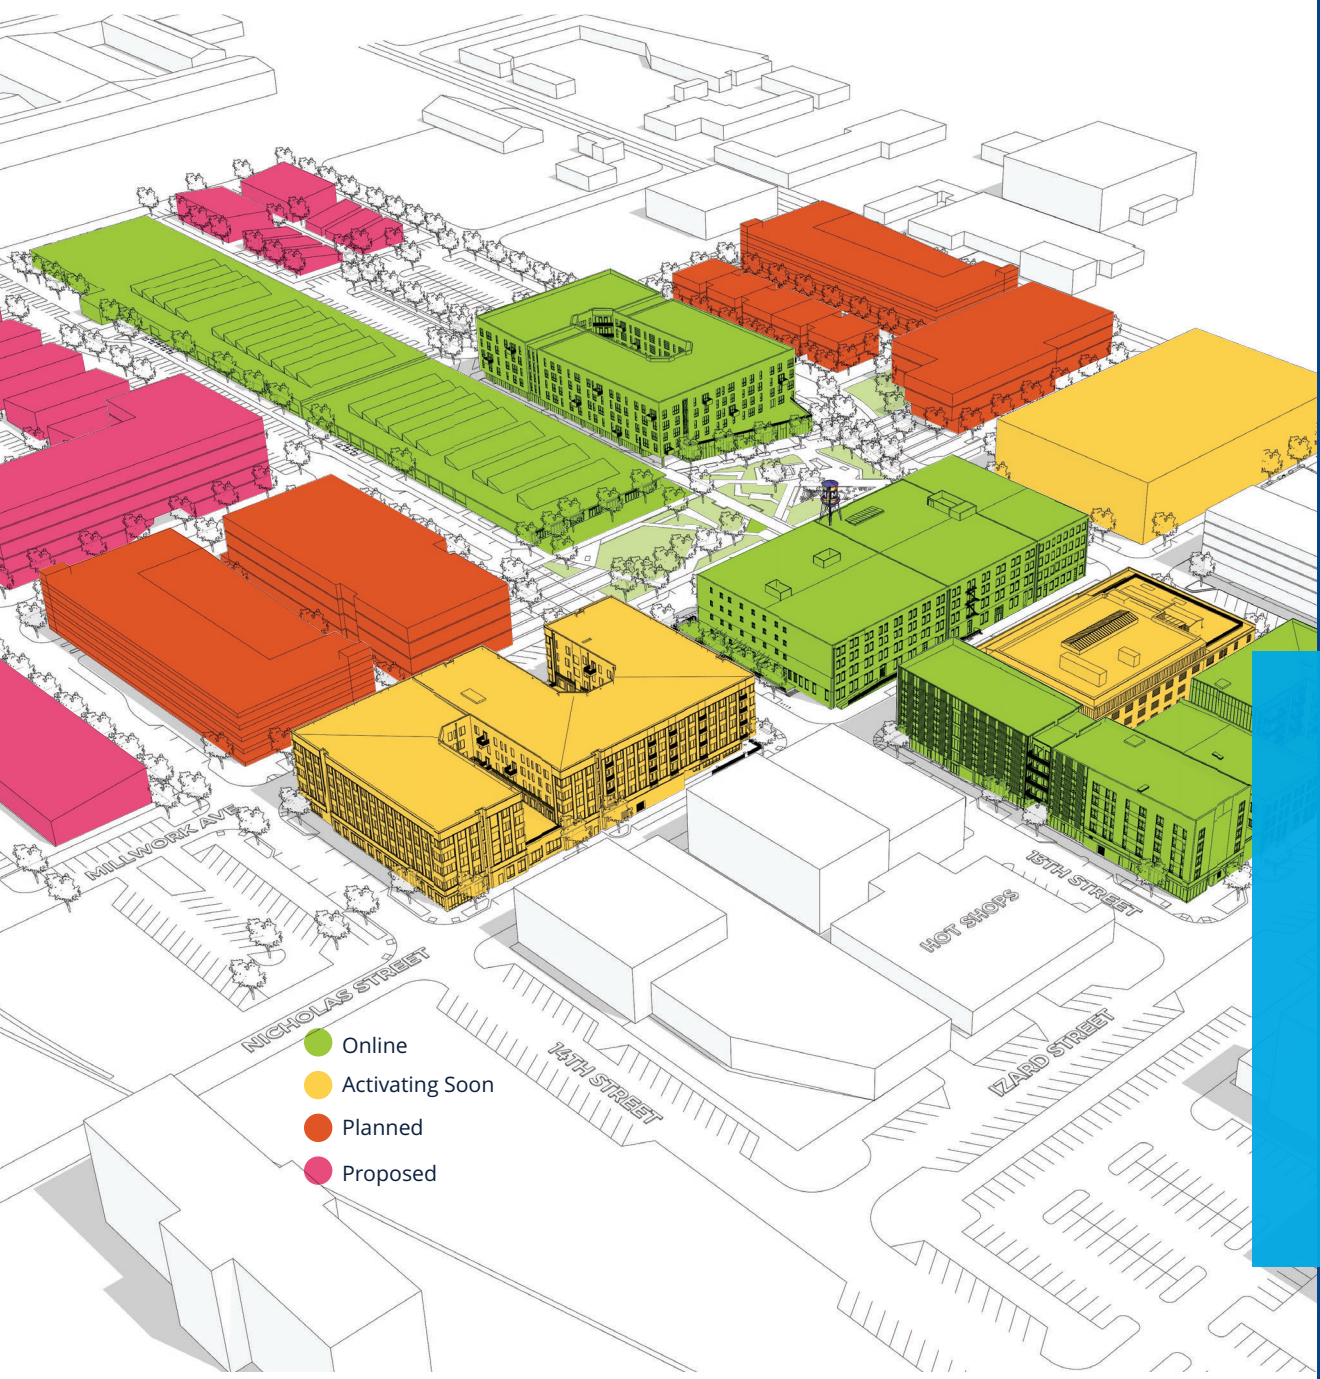 MILLWORK AVE
15TH STREET
HOT SHOPS
NICHOLAS STREET
14TH STREET
IZARD STREET
Online
Activating Soon
Planned
Proposed